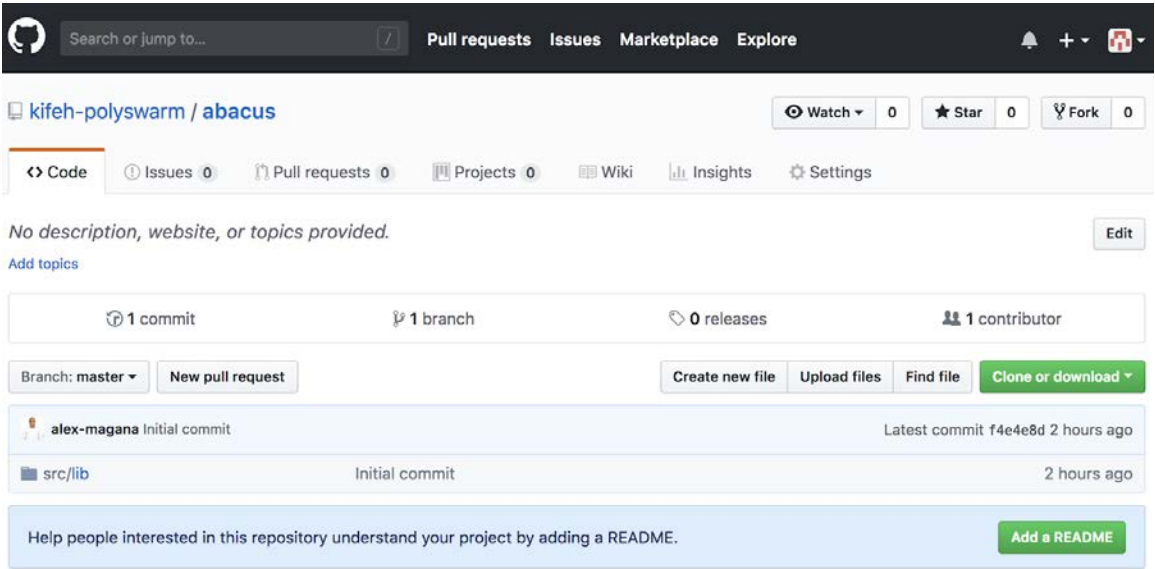 Search or jump to... / Pull requests Issues Marketplace Explore
kifeh-polyswarm / abacus Watch 0 Star 0 Fork 0
<> Code Issues 0 Pull requests 0 Projects 0 Wiki Insights Settings
No description, website, or topics provided. Edit
Add topics
1 commit 1 branch 0 releases 1 contributor
Branch: master New pull request Create new file Upload files Find file Clone or download
alex-magana Initial commit Latest commit f4e4e8d 2 hours ago
src/lib Initial commit 2 hours ago
Help people interested in this repository understand your project by adding a README. Add a README